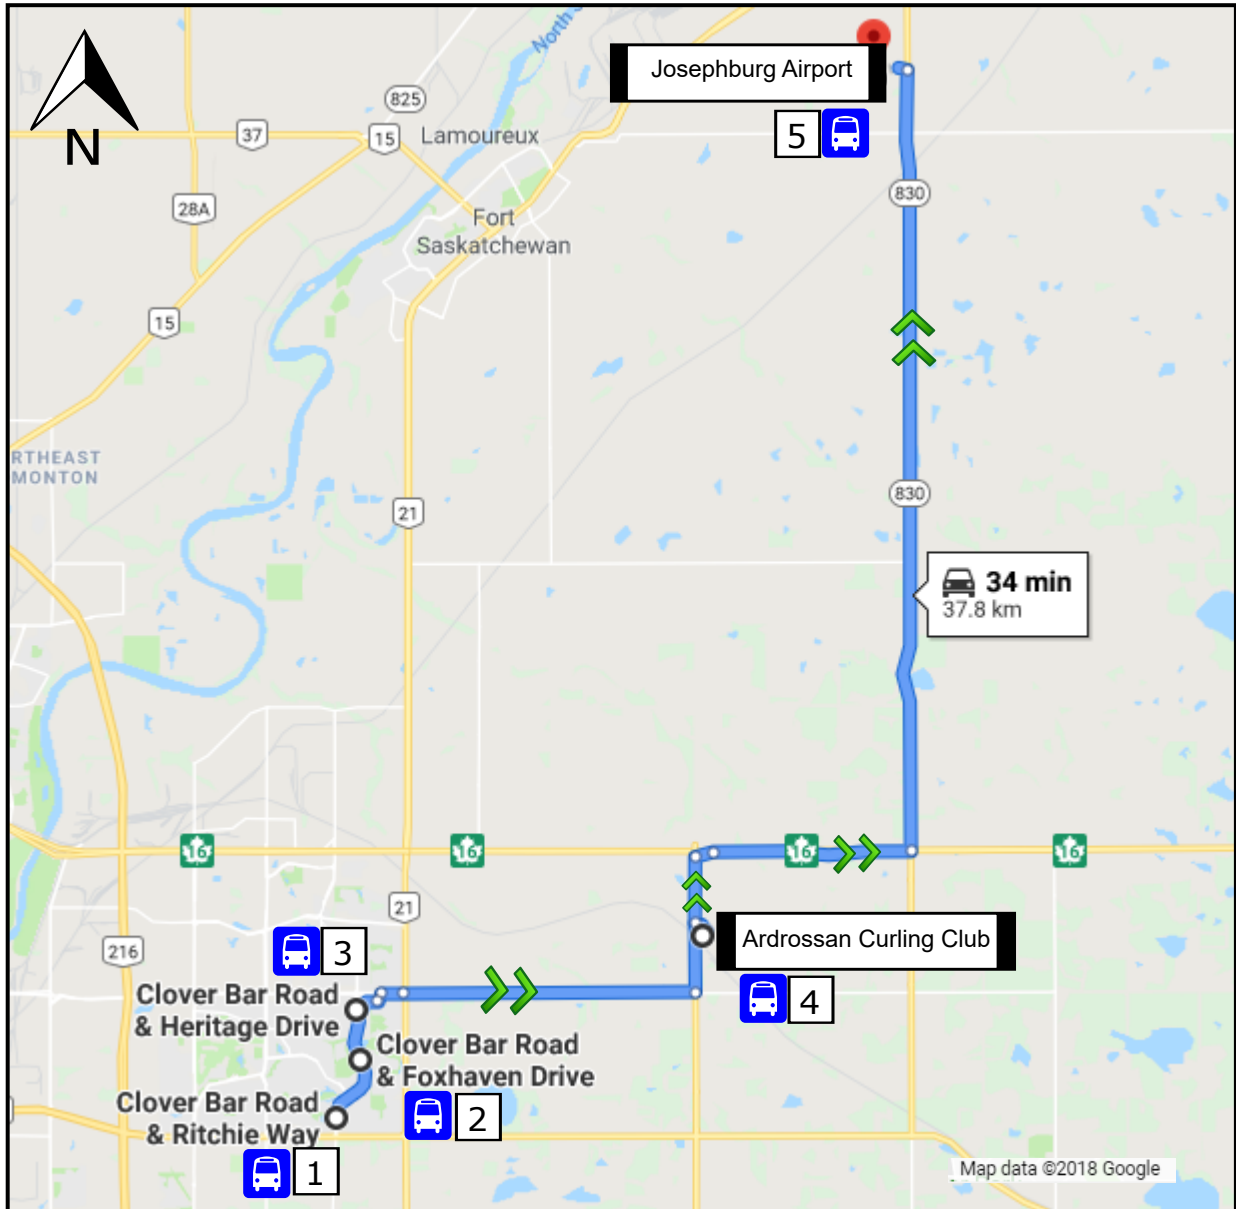 North S
Josephburg Airport
825
5
37
15
Lamoureux
N
830
28A
Fort
Saskatchewan
15
RTHEAST
MONTON
830
21
34 min
37.8 km
16
16
16
16
21
Ardrossan Curling Club
216
3
4
Clover Bar Road
& Heritage Drive
Clover Bar Road
& Foxhaven Drive
Clover Bar Road
& Ritchie Way
2
1
Map data ©2018 Google